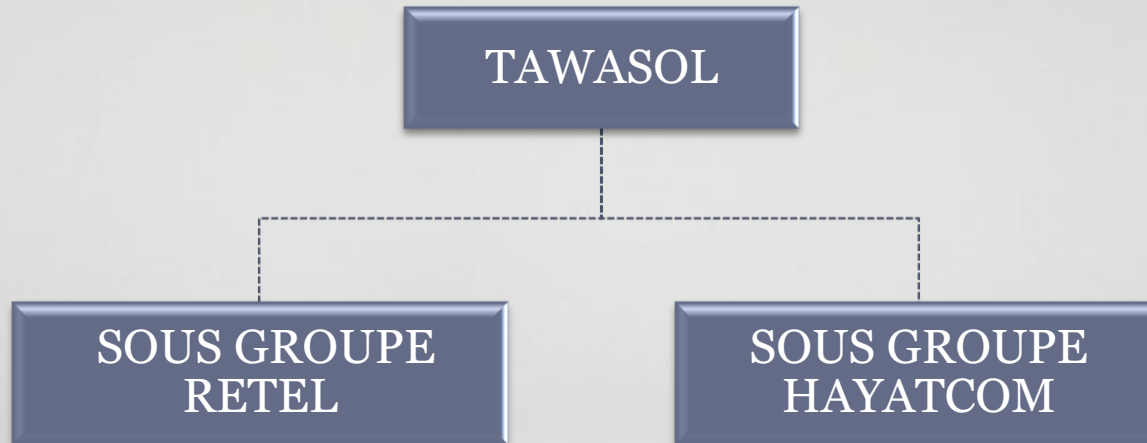 TAWASOL
SOUS GROUPE
RETEL
SOUS GROUPE
HAYATCOM